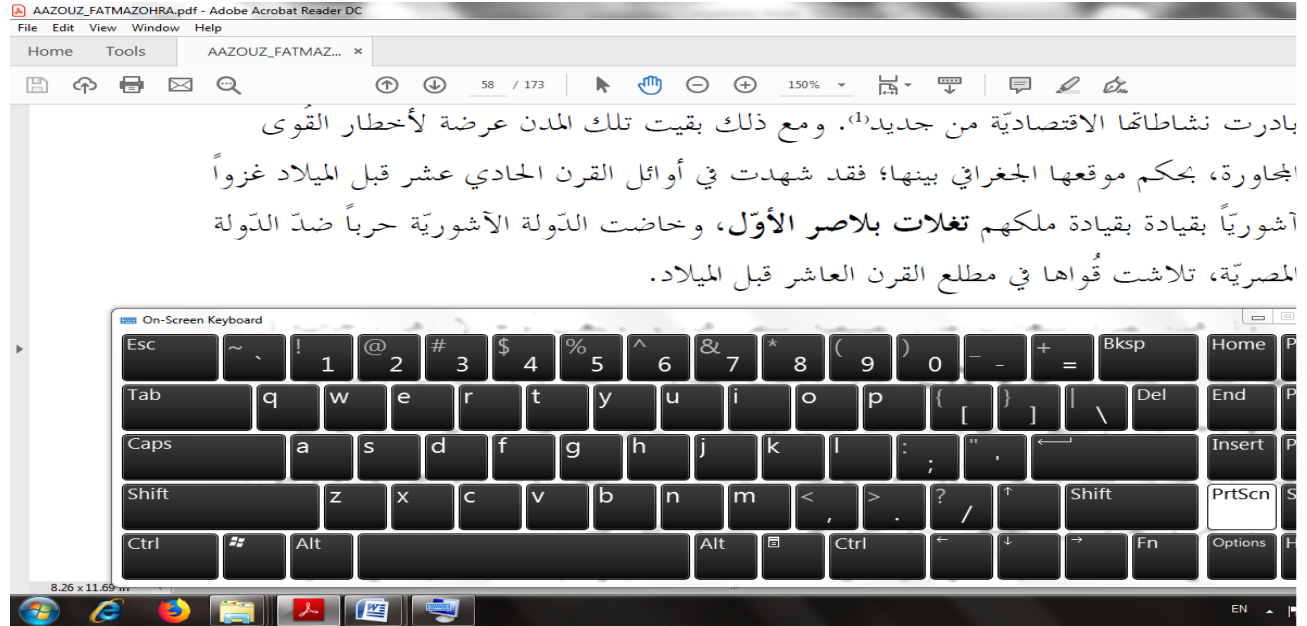 AAZOUZ_FATMAZOHRA.pdf - Adobe Acrobat Reader DC
File Edit View Window Help
Home Tools AAZOUZ_FATMAZ... ×
58 / 173 150%
بادرت نشاطاتها الاقتصاديّة من جديد(1). ومع ذلك بقيت تلك المدن عرضة لأخطار القُوى
المجاورة، بحكم موقعها الجغرافي بينها؛ فقد شهدت في أوائل القرن الحادي عشر قبل الميلاد غزواً
آشوريّاً بقيادة بقيادة ملكهم تغلات بلاصر الأوّل، وخاضت الدّولة الآشوريّة حرباً ضدّ الدّولة
المصريّة، تلاشت قُواها في مطلع القرن العاشر قبل الميلاد.
On-Screen Keyboard
Esc ~ ` ! 1 @ 2 # 3 $ 4 % 5 ^ 6 & 7 * 8 ( 9 ) 0 _ - + = Bksp Home P
Tab q w e r t y u i o p { [ } ] | \ Del End P
Caps a s d f g h j k l : ; " ' Insert P
Shift z x c v b n m < , > . ? / ↑ Shift PrtScn S
Ctrl Alt Alt Ctrl ← ↓ → Fn Options H
8.26 x 11.69 in
EN